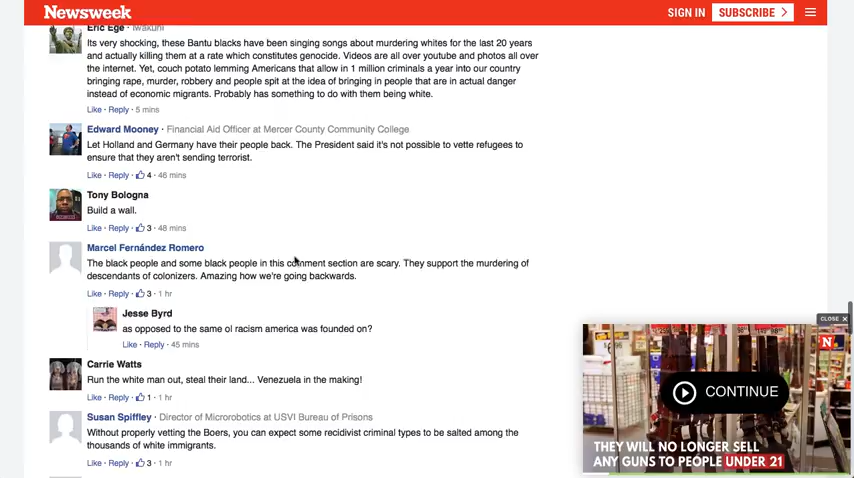 Newsweek
SIGN IN SUBSCRIBE
Eric Ege · Iwakuni
Its very shocking, these Bantu blacks have been singing songs about murdering whites for the last 20 years
and actually killing them at a rate which constitutes genocide. Videos are all over youtube and photos all over
the internet. Yet, couch potato lemming Americans that allow in 1 million criminals a year into our country
bringing rape, murder, robbery and people spit at the idea of bringing in people that are in actual danger
instead of economic migrants. Probably has something to do with them being white.
Like · Reply · 5 mins
Edward Mooney · Financial Aid Officer at Mercer County Community College
Let Holland and Germany have their people back. The President said it's not possible to vette refugees to
ensure that they aren't sending terrorist.
Like · Reply · 4 · 46 mins
Tony Bologna
Build a wall.
Like · Reply · 3 · 48 mins
Marcel Fernández Romero
The black people and some black people in this comment section are scary. They support the murdering of
descendants of colonizers. Amazing how we're going backwards.
Like · Reply · 3 · 1 hr
Jesse Byrd
as opposed to the same ol racism america was founded on?
Like · Reply · 45 mins
Carrie Watts
Run the white man out, steal their land... Venezuela in the making!
Like · Reply · 1 · 1 hr
Susan Spiffley · Director of Microrobotics at USVI Bureau of Prisons
Without properly vetting the Boers, you can expect some recidivist criminal types to be salted among the
thousands of white immigrants.
Like · Reply · 3 · 1 hr
CLOSE X
N
CONTINUE
THEY WILL NO LONGER SELL
ANY GUNS TO PEOPLE UNDER 21